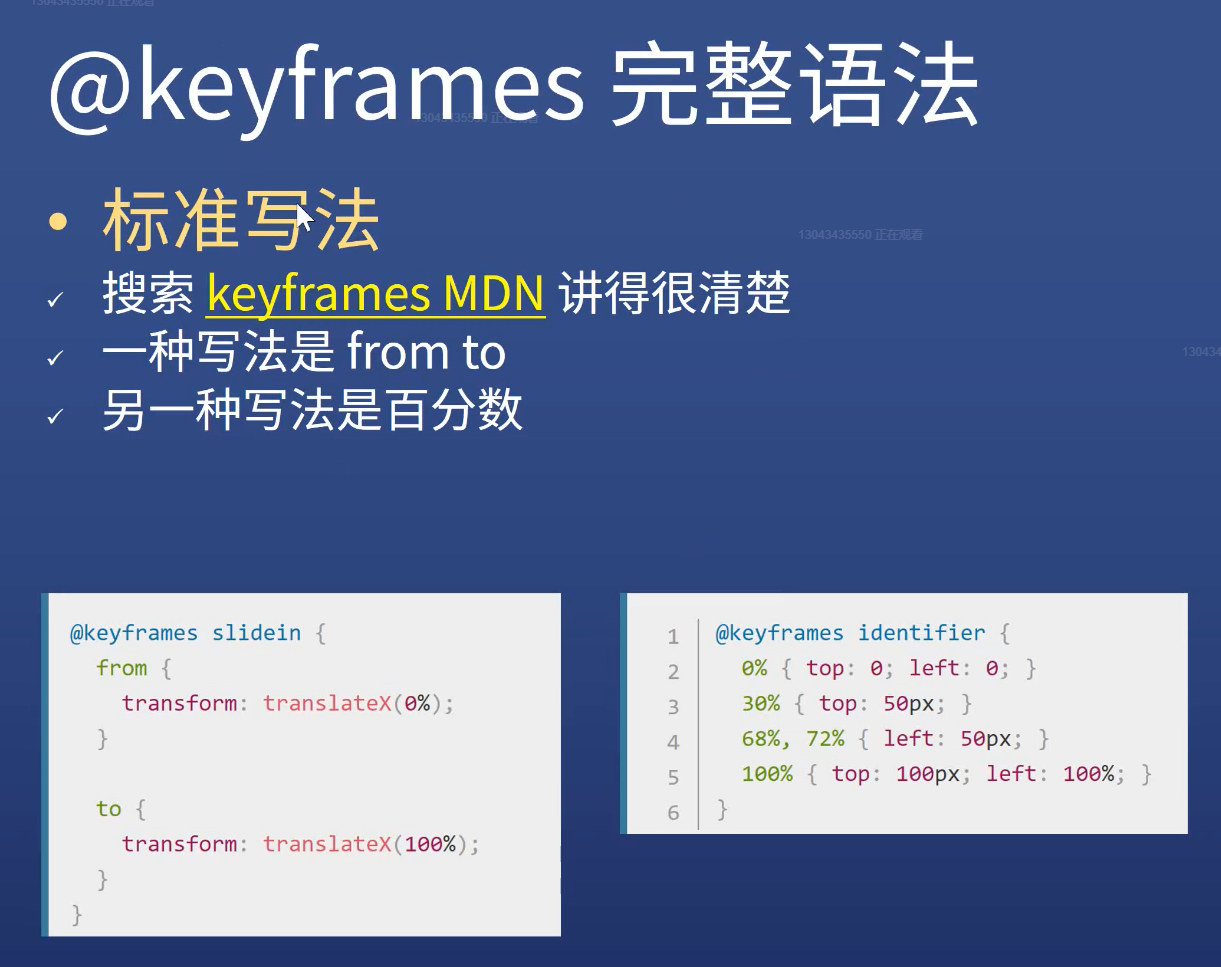 13043435550 正在观看
@keyframes 完整语法
13043435550 正在观看
• 标准写法
13043435550 正在观看
✓ 搜索 keyframes MDN 讲得很清楚
✓ 一种写法是 from to
130434
✓ 另一种写法是百分数
@keyframes slidein {
from {
transform: translateX(0%);
}
to {
transform: translateX(100%);
}
}
1 @keyframes identifier {
2 0% { top: 0; left: 0; }
3 30% { top: 50px; }
4 68%, 72% { left: 50px; }
5 100% { top: 100px; left: 100%; }
6 }